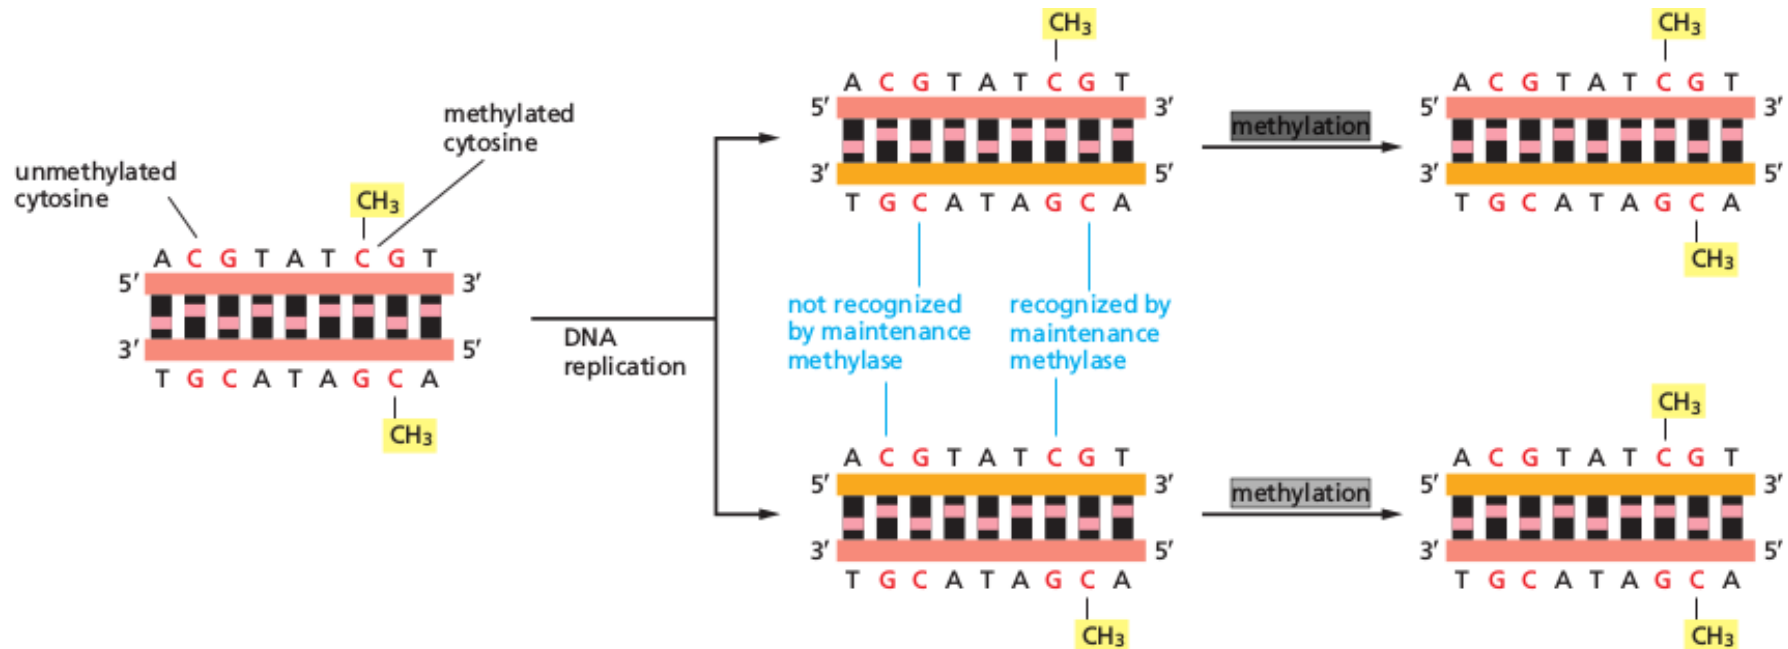 unmethylated
cytosine
methylated
cytosine
CH₃
A C G T A T C G T
5′ 3′
3′ 5′
T G C A T A G C A
CH₃
DNA
replication
CH₃
A C G T A T C G T
5′ 3′
3′ 5′
T G C A T A G C A
not recognized
by maintenance
methylase
recognized by
maintenance
methylase
A C G T A T C G T
5′ 3′
3′ 5′
T G C A T A G C A
CH₃
methylation
methylation
CH₃
A C G T A T C G T
5′ 3′
3′ 5′
T G C A T A G C A
CH₃
CH₃
A C G T A T C G T
5′ 3′
3′ 5′
T G C A T A G C A
CH₃